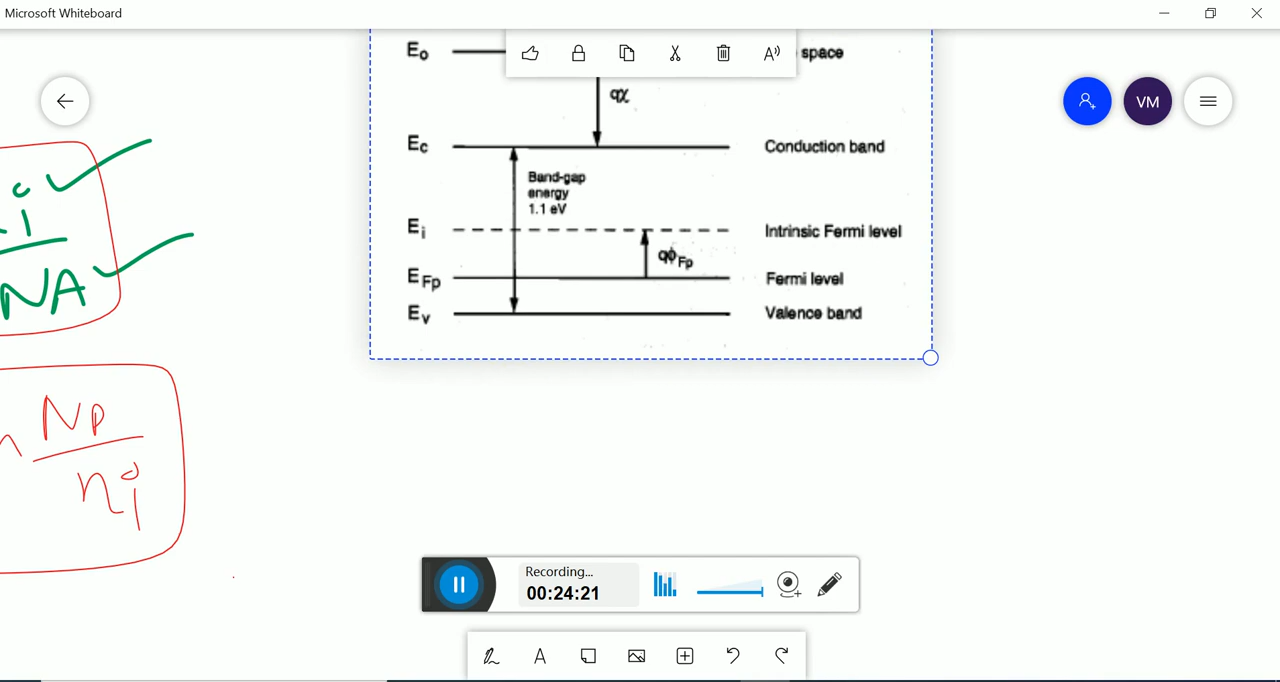 Microsoft Whiteboard
Eo
space
qχ
VM
Ec Conduction band
Band-gap
energy
1.1 eV
Ei Intrinsic Fermi level
qϕFp
EFp Fermi level
Ev Valence band
i
NA
ND
ni
Recording...
00:24:21
A